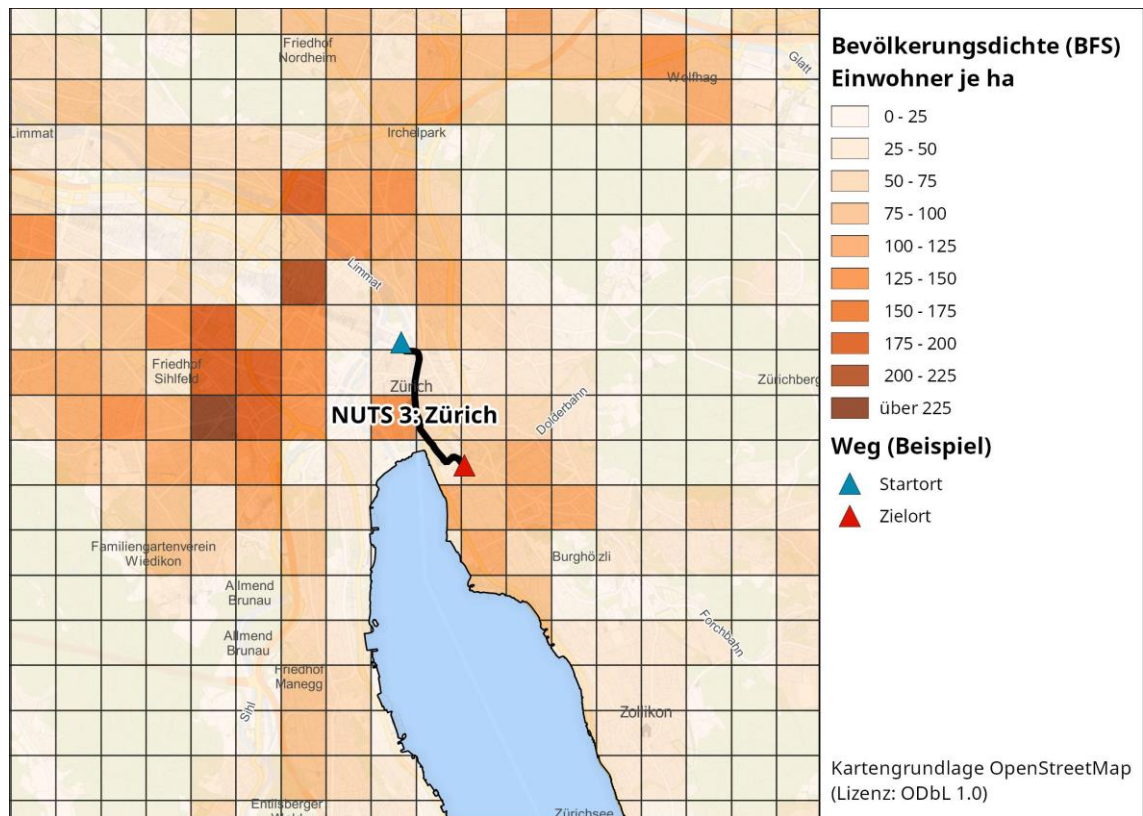 Friedhof
Nordheim
Glatt
Wolfhag
Limmat
Irchelpark
Limmat
Friedhof
Sihlfeld
Zürich
Zürichberg
NUTS 3: Zürich
Dolderbahn
Familiengartenverein
Wiedikon
Burghölzli
Allmend
Brunau
Allmend
Brunau
Forchbahn
Friedhof
Manegg
Sihl
Zollikon
Entlisberger
Zürichsee
Bevölkerungsdichte (BFS)
Einwohner je ha
0 - 25
25 - 50
50 - 75
75 - 100
100 - 125
125 - 150
150 - 175
175 - 200
200 - 225
über 225
Weg (Beispiel)
Startort
Zielort
Kartengrundlage OpenStreetMap
(Lizenz: ODbL 1.0)